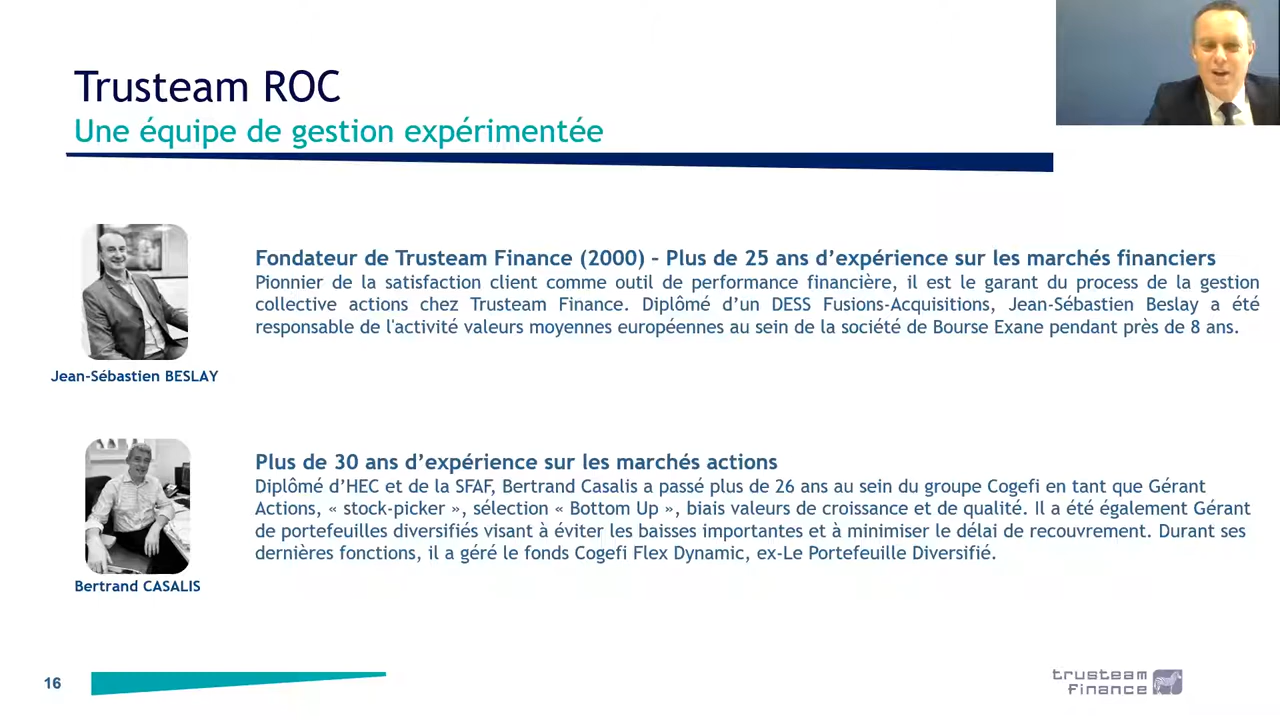 Trusteam ROC
Une équipe de gestion expérimentée
Fondateur de Trusteam Finance (2000) – Plus de 25 ans d’expérience sur les marchés financiers
Pionnier de la satisfaction client comme outil de performance financière, il est le garant du process de la gestion
collective actions chez Trusteam Finance. Diplômé d’un DESS Fusions-Acquisitions, Jean-Sébastien Beslay a été
responsable de l'activité valeurs moyennes européennes au sein de la société de Bourse Exane pendant près de 8 ans.
Jean-Sébastien BESLAY
Plus de 30 ans d’expérience sur les marchés actions
Diplômé d’HEC et de la SFAF, Bertrand Casalis a passé plus de 26 ans au sein du groupe Cogefi en tant que Gérant
Actions, « stock-picker », sélection « Bottom Up », biais valeurs de croissance et de qualité. Il a été également Gérant
de portefeuilles diversifiés visant à éviter les baisses importantes et à minimiser le délai de recouvrement. Durant ses
dernières fonctions, il a géré le fonds Cogefi Flex Dynamic, ex-Le Portefeuille Diversifié.
Bertrand CASALIS
16
trusteam
finance